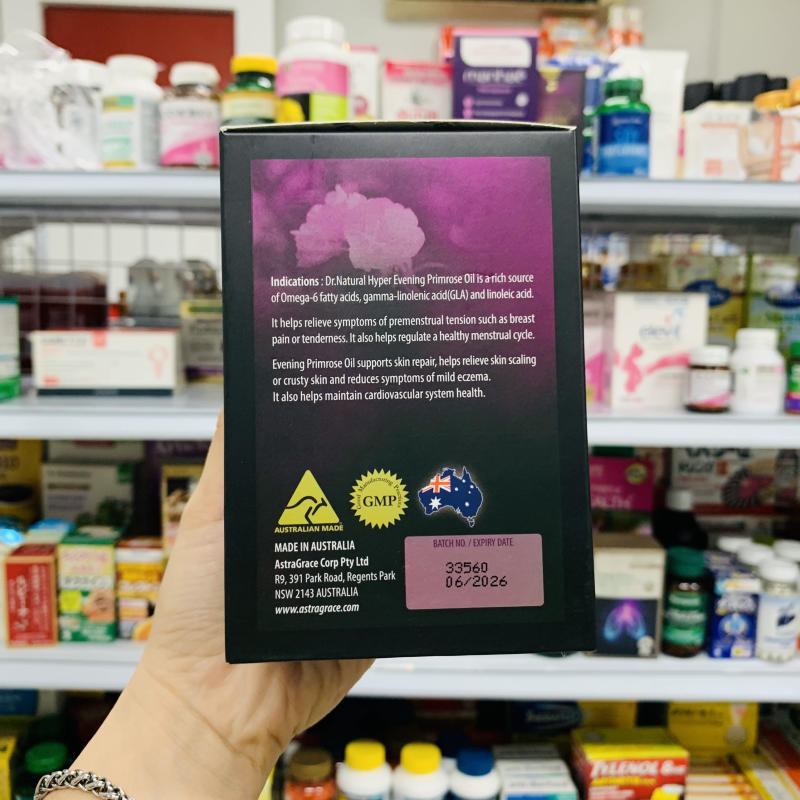 Indications : Dr.Natural Hyper Evening Primrose Oil is a rich source
of Omega-6 fatty acids, gamma-linolenic acid(GLA) and linoleic acid.
It helps relieve symptoms of premenstrual tension such as breast
pain or tenderness. It also helps regulate a healthy menstrual cycle.
Evening Primrose Oil supports skin repair, helps relieve skin scaling
or crusty skin and reduces symptoms of mild eczema.
It also helps maintain cardiovascular system health.
AUSTRALIAN MADE
GMP
MADE IN AUSTRALIA
AstraGrace Corp Pty Ltd
R9, 391 Park Road, Regents Park
NSW 2143 AUSTRALIA
www.astragrace.com
BATCH NO. / EXPIRY DATE
33560
06/2026
elevit
TYLENOL 8